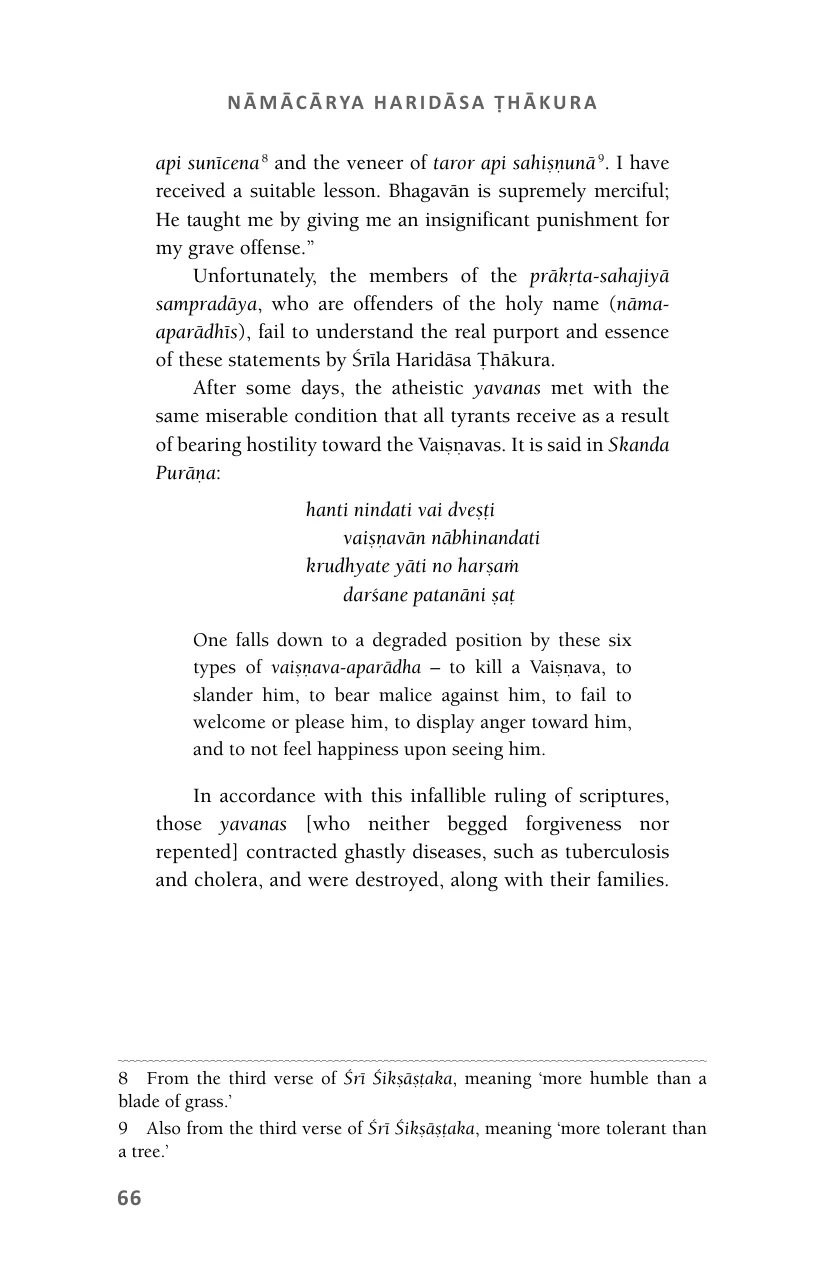 NĀMĀCĀRYA HARIDĀSA ṬHĀKURA
api sunīcena⁸ and the veneer of taror api sahiṣṇunā⁹. I have
received a suitable lesson. Bhagavān is supremely merciful;
He taught me by giving me an insignificant punishment for
my grave offense.”
Unfortunately, the members of the prākṛta-sahajiyā
sampradāya, who are offenders of the holy name (nāma-
aparādhīs), fail to understand the real purport and essence
of these statements by Śrīla Haridāsa Ṭhākura.
After some days, the atheistic yavanas met with the
same miserable condition that all tyrants receive as a result
of bearing hostility toward the Vaiṣṇavas. It is said in Skanda
Purāṇa:
hanti nindati vai dveṣṭi
vaiṣṇavān nābhinandati
krudhyate yāti no harṣaṁ
darśane patanāni ṣaṭ
One falls down to a degraded position by these six
types of vaiṣṇava-aparādha – to kill a Vaiṣṇava, to
slander him, to bear malice against him, to fail to
welcome or please him, to display anger toward him,
and to not feel happiness upon seeing him.
In accordance with this infallible ruling of scriptures,
those yavanas [who neither begged forgiveness nor
repented] contracted ghastly diseases, such as tuberculosis
and cholera, and were destroyed, along with their families.
8 From the third verse of Śrī Śikṣāṣṭaka, meaning ‘more humble than a
blade of grass.’
9 Also from the third verse of Śrī Śikṣāṣṭaka, meaning ‘more tolerant than
a tree.’
66